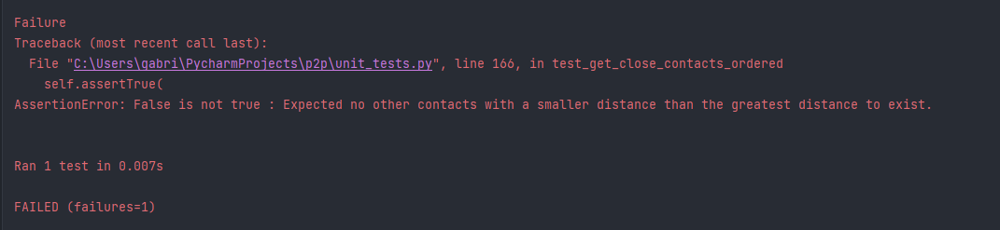 Failure
Traceback (most recent call last):
  File "C:\Users\qabri\PycharmProjects\p2p\unit_tests.py", line 166, in test_get_close_contacts_ordered
    self.assertTrue(
AssertionError: False is not true : Expected no other contacts with a smaller distance than the greatest distance to exist.
Ran 1 test in 0.007s
FAILED (failures=1)